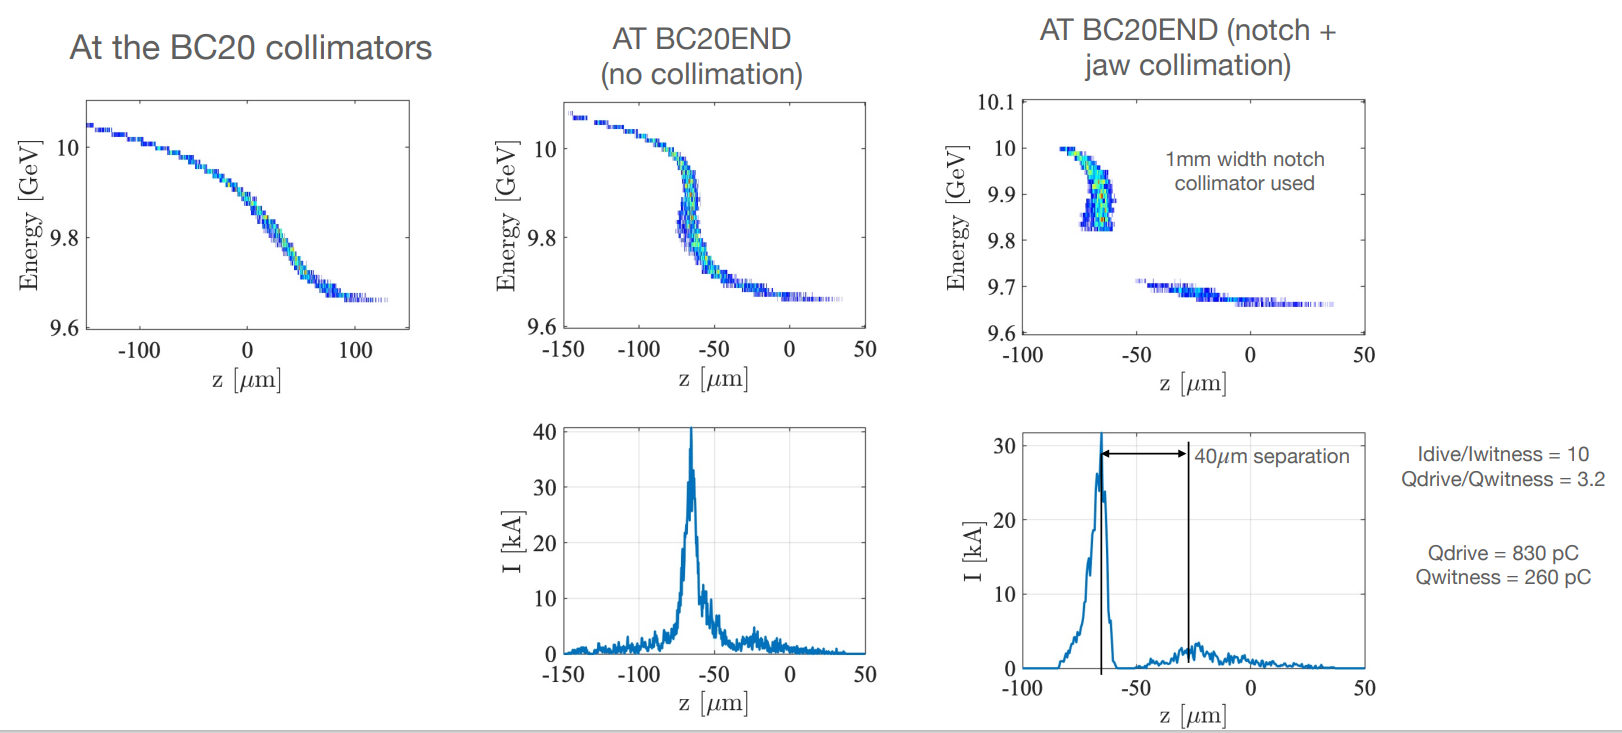 At the BC20 collimators
Energy [GeV]
10
9.8
9.6
-100
0
100
z [μm]
AT BC20END
(no collimation)
Energy [GeV]
10
9.8
9.6
-150
-100
-50
0
50
z [μm]
AT BC20END (notch +
jaw collimation)
Energy [GeV]
10.1
10
9.9
9.8
9.7
9.6
1mm width notch
collimator used
-100
-50
0
50
z [μm]
I [kA]
40
30
20
10
0
-150
-100
-50
0
50
z [μm]
I [kA]
30
20
10
0
40μm separation
-100
-50
0
50
z [μm]
Idive/Iwitness = 10
Qdrive/Qwitness = 3.2
Qdrive = 830 pC
Qwitness = 260 pC